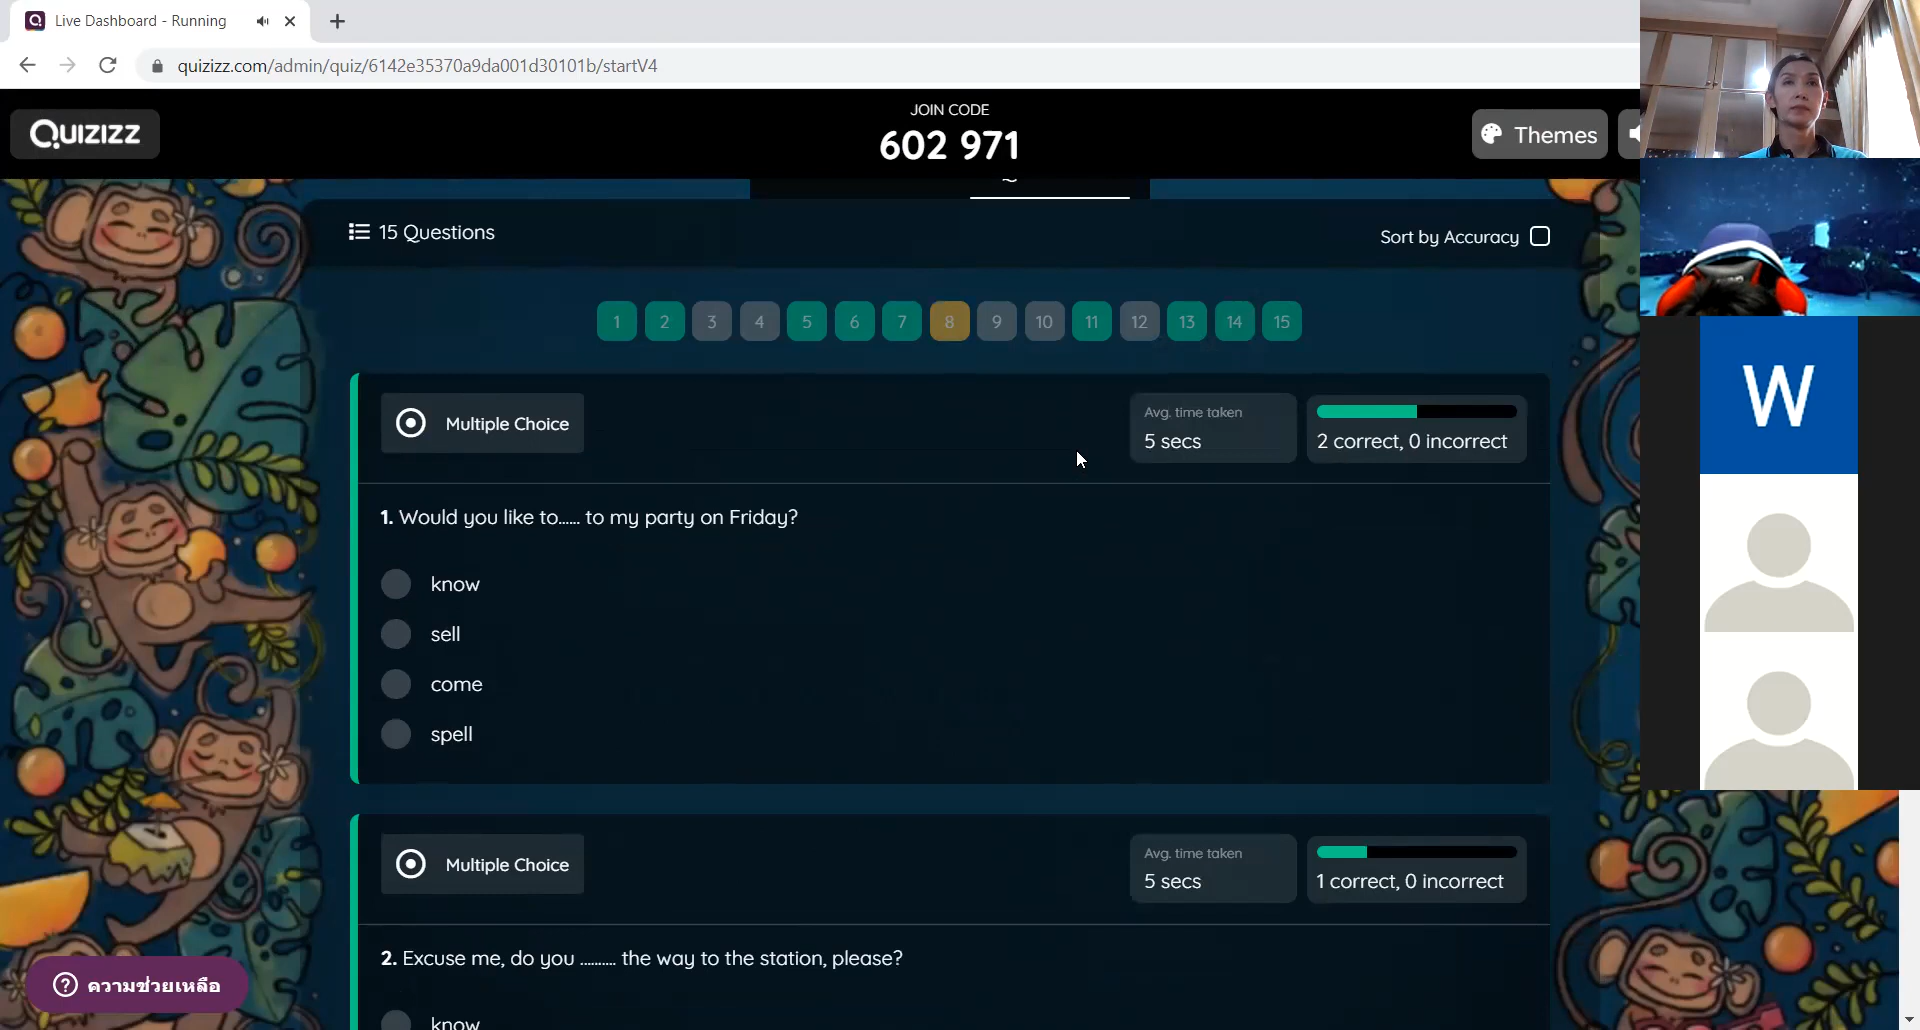 Live Dashboard - Running
quizizz.com/admin/quiz/6142e35370a9da001d30101b/startV4
JOIN CODE
QUIZIZZ
602 971
Themes
15 Questions
Sort by Accuracy
1 2 3 4 5 6 7 8 9 10 11 12 13 14 15
Multiple Choice
Avg. time taken
5 secs
2 correct, 0 incorrect
1. Would you like to...... to my party on Friday?
know
sell
come
spell
Multiple Choice
Avg. time taken
5 secs
1 correct, 0 incorrect
2. Excuse me, do you .......... the way to the station, please?
know
ความช่วยเหลือ
W